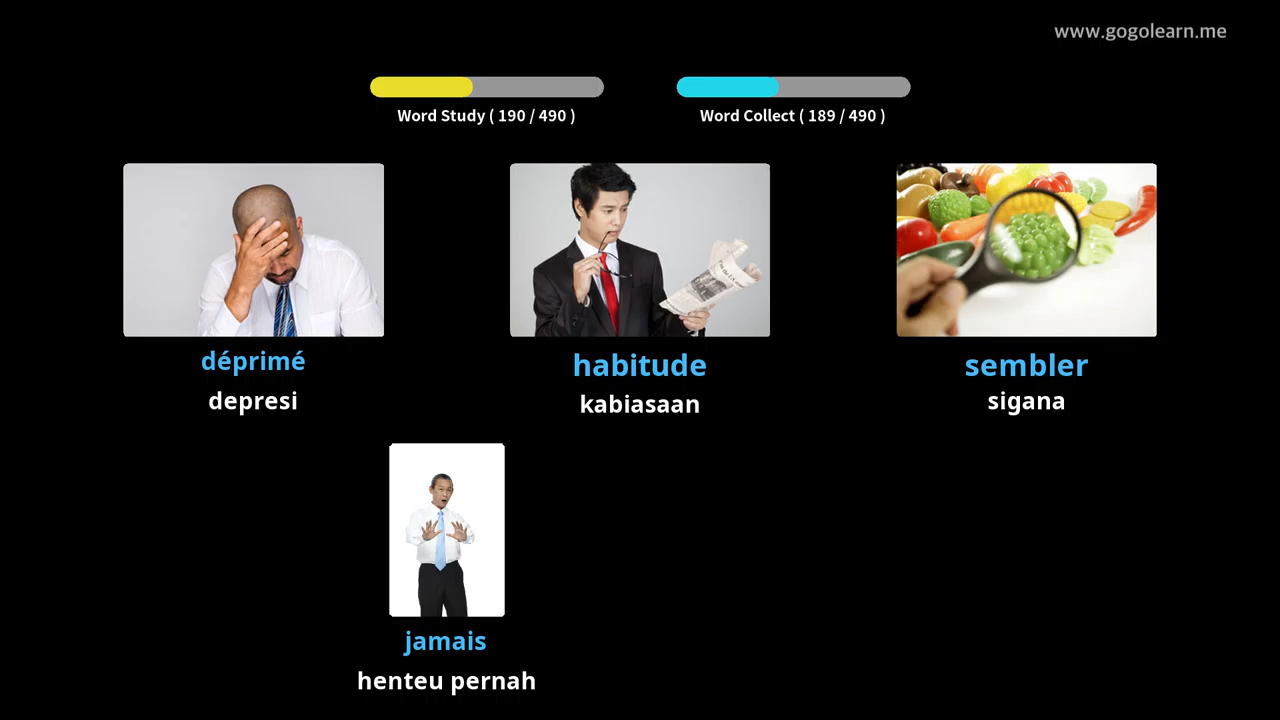 www.gogolearn.me
Word Study ( 190 / 490 )
Word Collect ( 189 / 490 )
déprimé
depresi
habitude
kabiasaan
sembler
sigana
jamais
henteu pernah